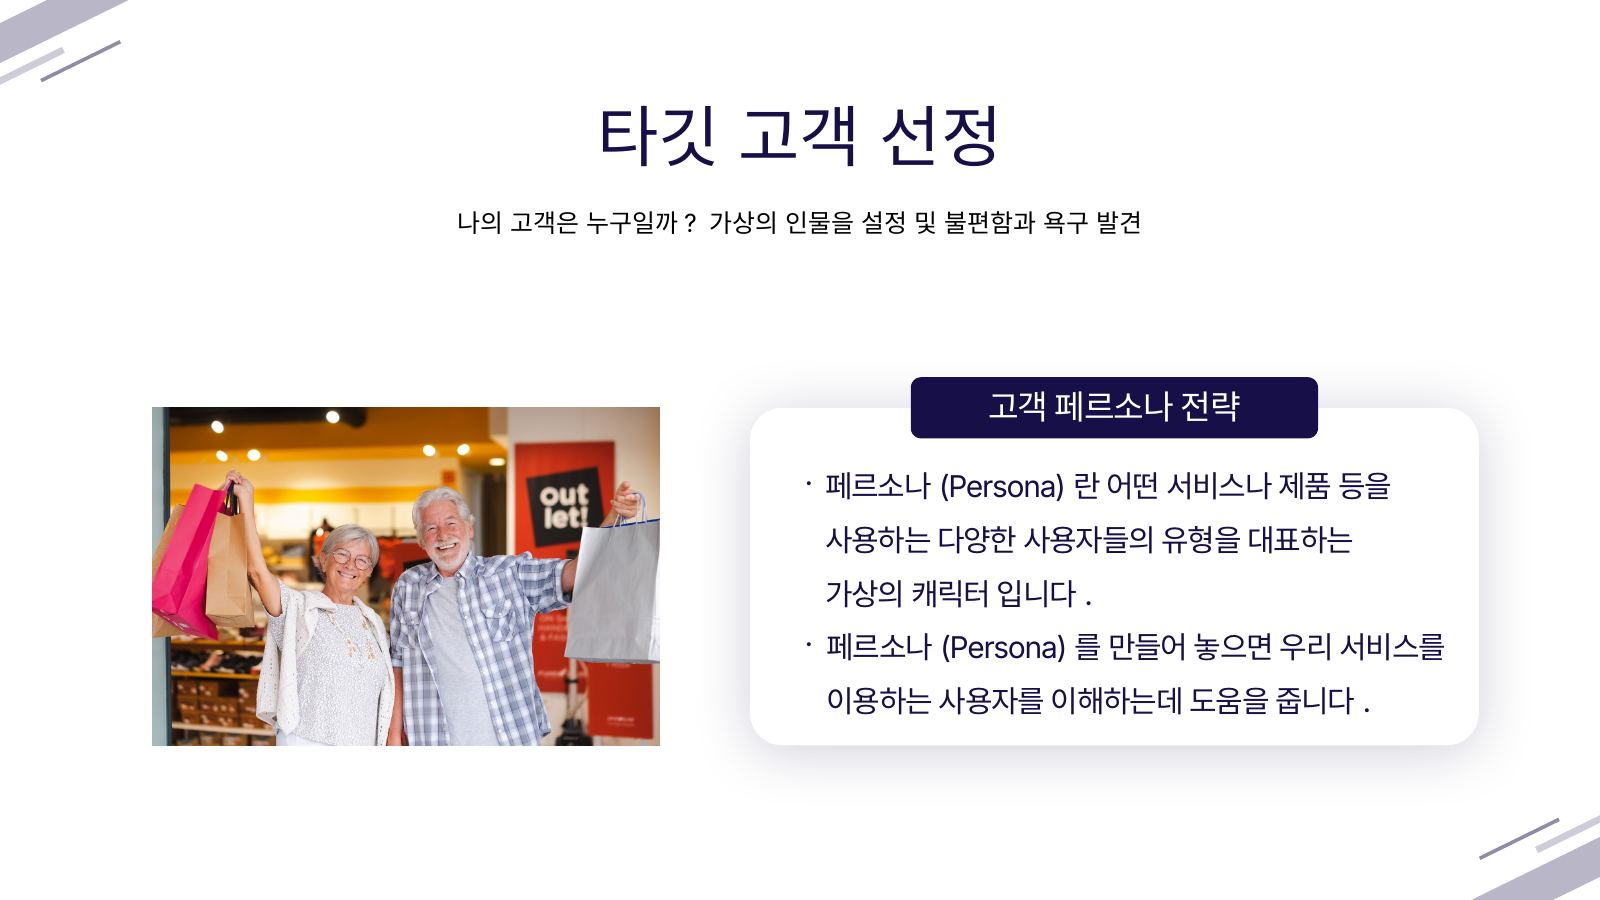 타깃 고객 선정
나의 고객은 누구일까 ? 가상의 인물을 설정 및 불편함과 욕구 발견
고객 페르소나 전략
· 페르소나 (Persona) 란 어떤 서비스나 제품 등을
사용하는 다양한 사용자들의 유형을 대표하는
가상의 캐릭터 입니다 .
· 페르소나 (Persona) 를 만들어 놓으면 우리 서비스를
이용하는 사용자를 이해하는데 도움을 줍니다 .
out
let!